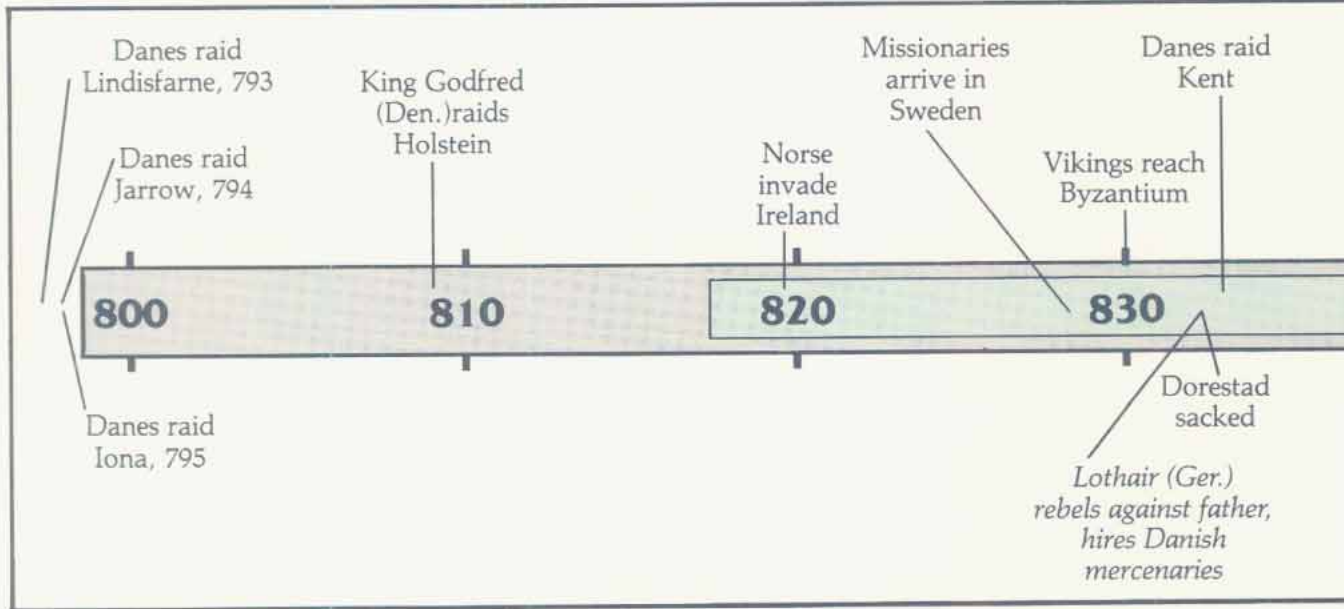 Danes raid
Lindisfarne, 793
Danes raid
Jarrow, 794
King Godfred
(Den.)raids
Holstein
Norse
invade
Ireland
Missionaries
arrive in
Sweden
Vikings reach
Byzantium
Danes raid
Kent
800
810
820
830
Danes raid
Iona, 795
Dorestad
sacked
Lothair (Ger.)
rebels against father,
hires Danish
mercenaries